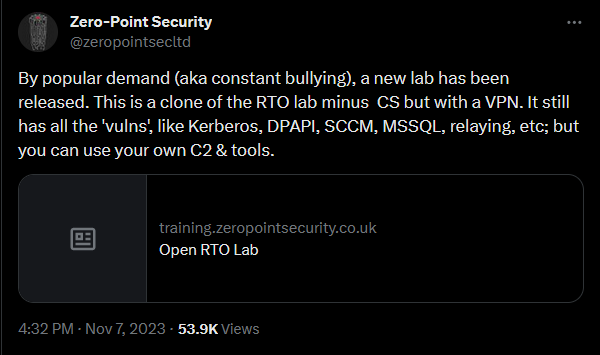 Zero-Point Security
@zeropointsecltd
By popular demand (aka constant bullying), a new lab has been
released. This is a clone of the RTO lab minus  CS but with a VPN. It still
has all the 'vulns', like Kerberos, DPAPI, SCCM, MSSQL, relaying, etc; but
you can use your own C2 & tools.
training.zeropointsecurity.co.uk
Open RTO Lab
4:32 PM · Nov 7, 2023 · 53.9K Views